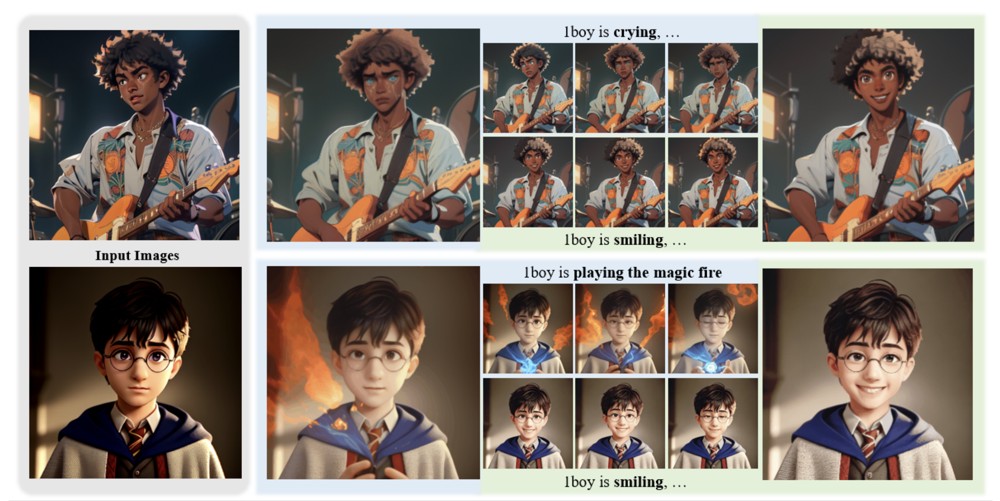 1boy is crying, …
1boy is smiling, …
Input Images
1boy is playing the magic fire
1boy is smiling, …